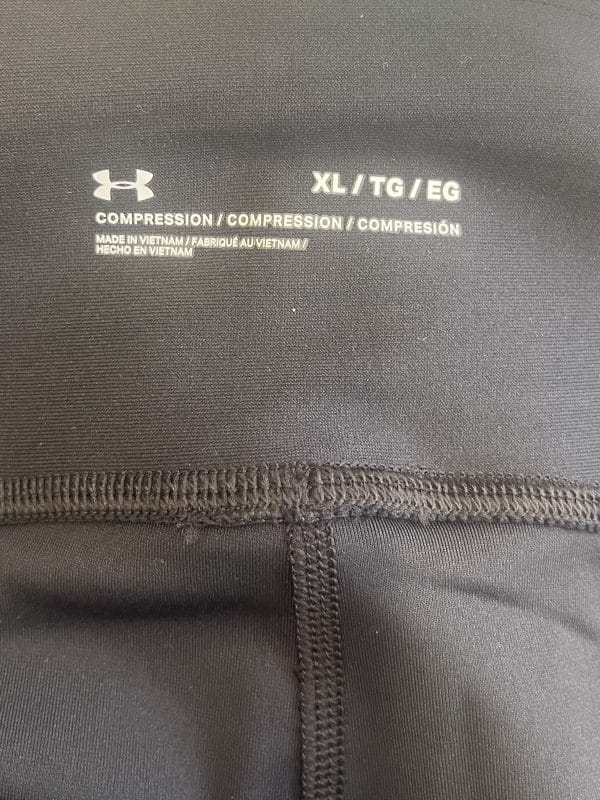 XL / TG / EG
COMPRESSION / COMPRESSION / COMPRESIÓN
MADE IN VIETNAM / FABRIQUÉ AU VIETNAM /
HECHO EN VIETNAM